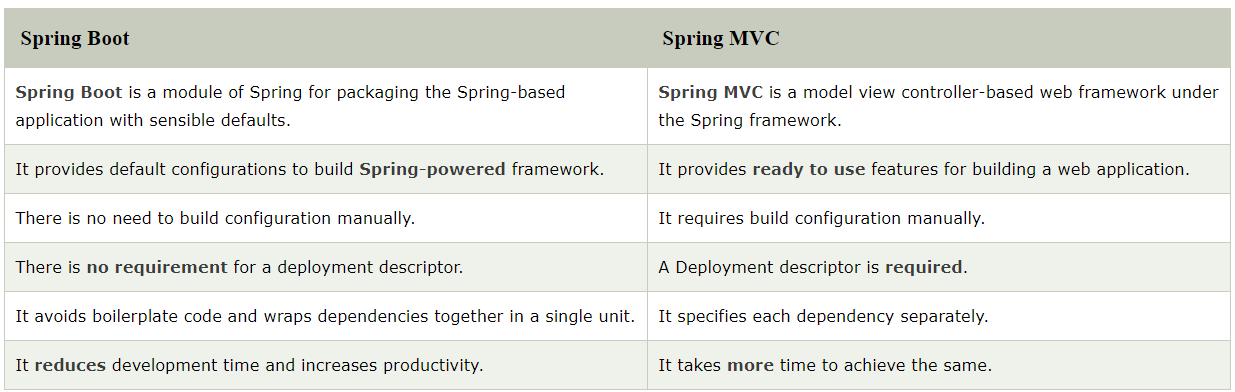 Spring Boot
Spring MVC
Spring Boot is a module of Spring for packaging the Spring-based
application with sensible defaults.
Spring MVC is a model view controller-based web framework under
the Spring framework.
It provides default configurations to build Spring-powered framework.
It provides ready to use features for building a web application.
There is no need to build configuration manually.
It requires build configuration manually.
There is no requirement for a deployment descriptor.
A Deployment descriptor is required.
It avoids boilerplate code and wraps dependencies together in a single unit.
It specifies each dependency separately.
It reduces development time and increases productivity.
It takes more time to achieve the same.